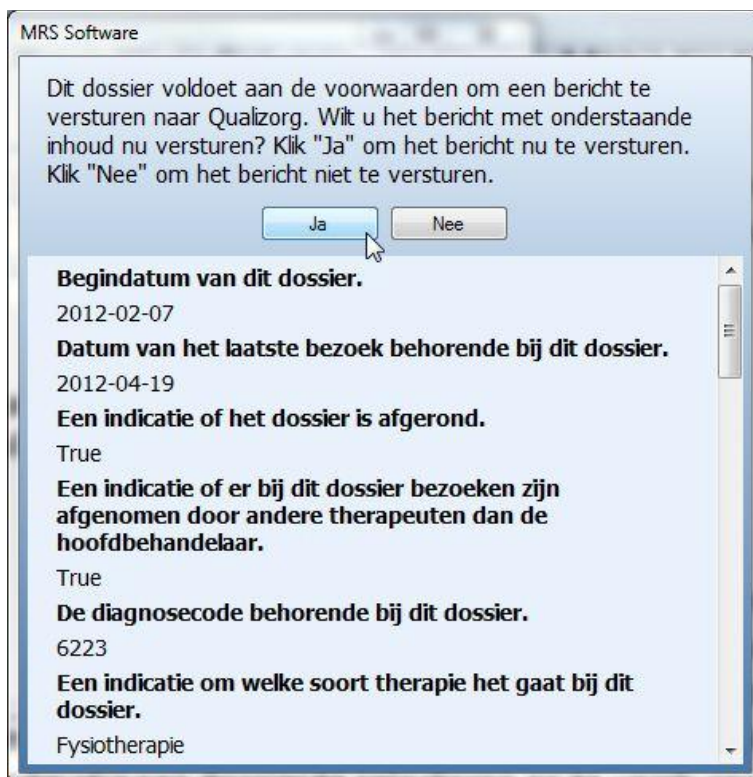 MRS Software
Dit dossier voldoet aan de voorwaarden om een bericht te
versturen naar Qualizorg. Wilt u het bericht met onderstaande
inhoud nu versturen? Klik "Ja" om het bericht nu te versturen.
Klik "Nee" om het bericht niet te versturen.
Ja Nee
Begindatum van dit dossier.
2012-02-07
Datum van het laatste bezoek behorende bij dit dossier.
2012-04-19
Een indicatie of het dossier is afgerond.
True
Een indicatie of er bij dit dossier bezoeken zijn
afgenomen door andere therapeuten dan de
hoofdbehandelaar.
True
De diagnosecode behorende bij dit dossier.
6223
Een indicatie om welke soort therapie het gaat bij dit
dossier.
Fysiotherapie